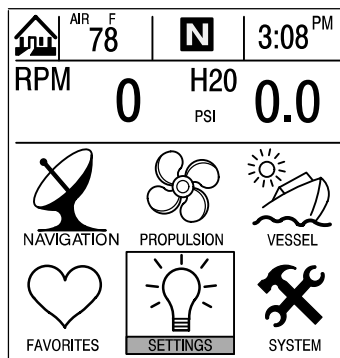 AIR F
78 N 3:08 PM
RPM 0 H20 PSI 0.0
NAVIGATION PROPULSION VESSEL
FAVORITES SETTINGS SYSTEM